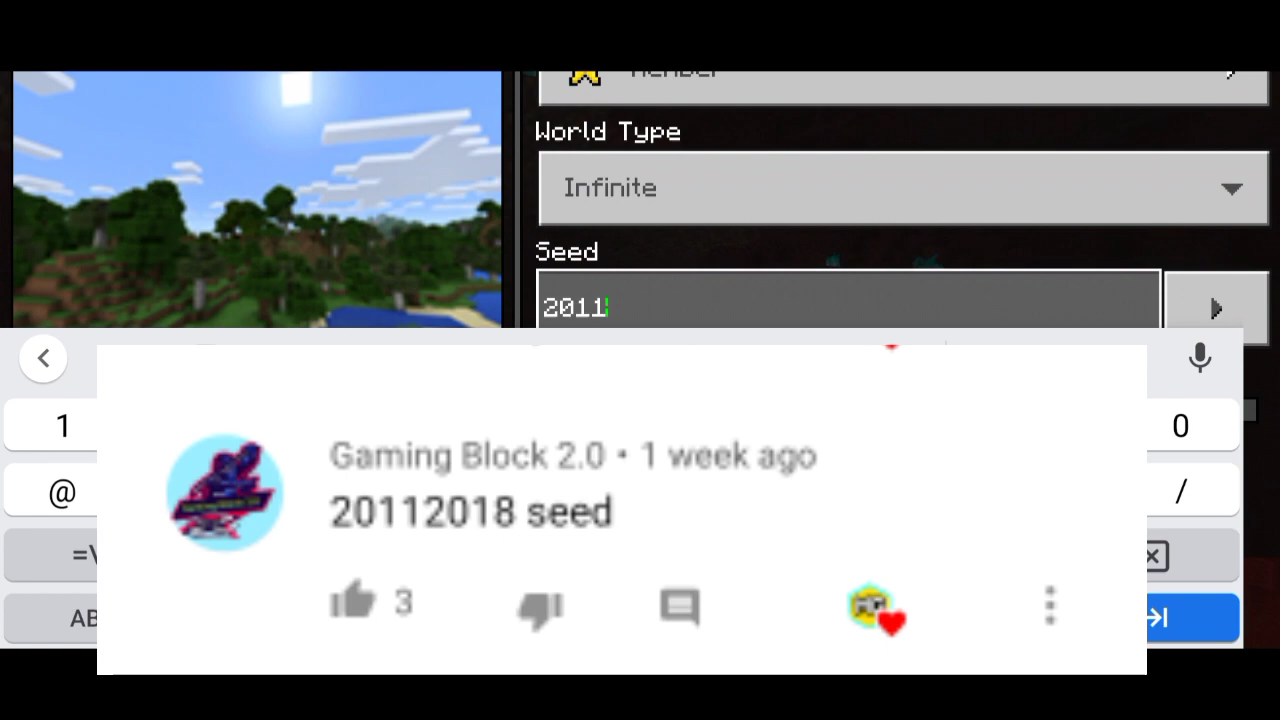 World Type
Infinite
Seed
2011
1
0
@
/
Gaming Block 2.0 • 1 week ago
20112018 seed
3